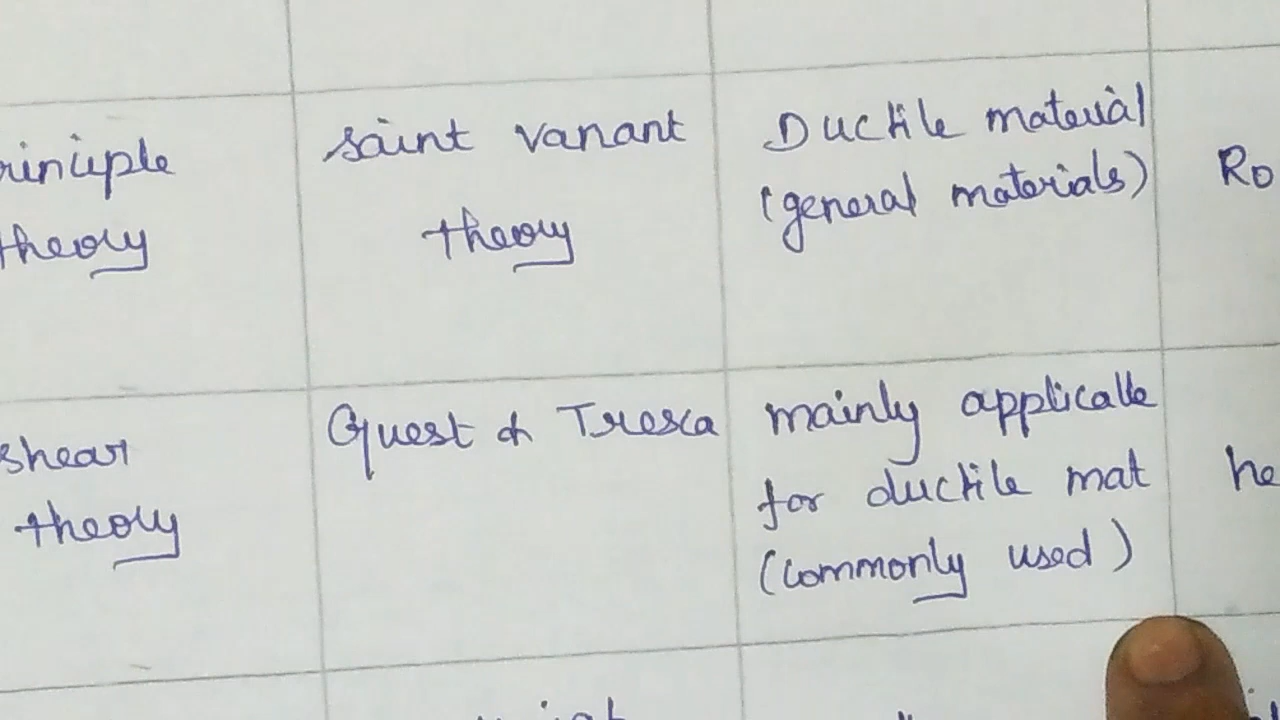 rinciple
theory
saint vanant
theory
Ductile material
(general materials)
Ro
shear
theory
Guest & Tresca
mainly applicable
for ductile mat
(commonly used)
he